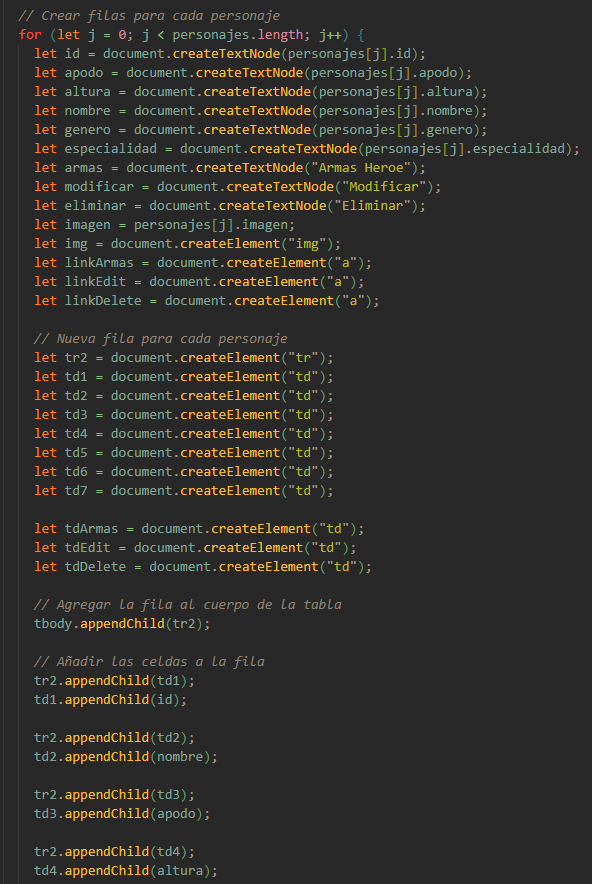 // Crear filas para cada personaje
for (let j = 0; j < personajes.length; j++) {
let id = document.createTextNode(personajes[j].id);
let apodo = document.createTextNode(personajes[j].apodo);
let altura = document.createTextNode(personajes[j].altura);
let nombre = document.createTextNode(personajes[j].nombre);
let genero = document.createTextNode(personajes[j].genero);
let especialidad = document.createTextNode(personajes[j].especialidad);
let armas = document.createTextNode("Armas Heroe");
let modificar = document.createTextNode("Modificar");
let eliminar = document.createTextNode("Eliminar");
let imagen = personajes[j].imagen;
let img = document.createElement("img");
let linkArmas = document.createElement("a");
let linkEdit = document.createElement("a");
let linkDelete = document.createElement("a");
// Nueva fila para cada personaje
let tr2 = document.createElement("tr");
let td1 = document.createElement("td");
let td2 = document.createElement("td");
let td3 = document.createElement("td");
let td4 = document.createElement("td");
let td5 = document.createElement("td");
let td6 = document.createElement("td");
let td7 = document.createElement("td");
let tdArmas = document.createElement("td");
let tdEdit = document.createElement("td");
let tdDelete = document.createElement("td");
// Agregar la fila al cuerpo de la tabla
tbody.appendChild(tr2);
// Añadir las celdas a la fila
tr2.appendChild(td1);
td1.appendChild(id);
tr2.appendChild(td2);
td2.appendChild(nombre);
tr2.appendChild(td3);
td3.appendChild(apodo);
tr2.appendChild(td4);
td4.appendChild(altura);